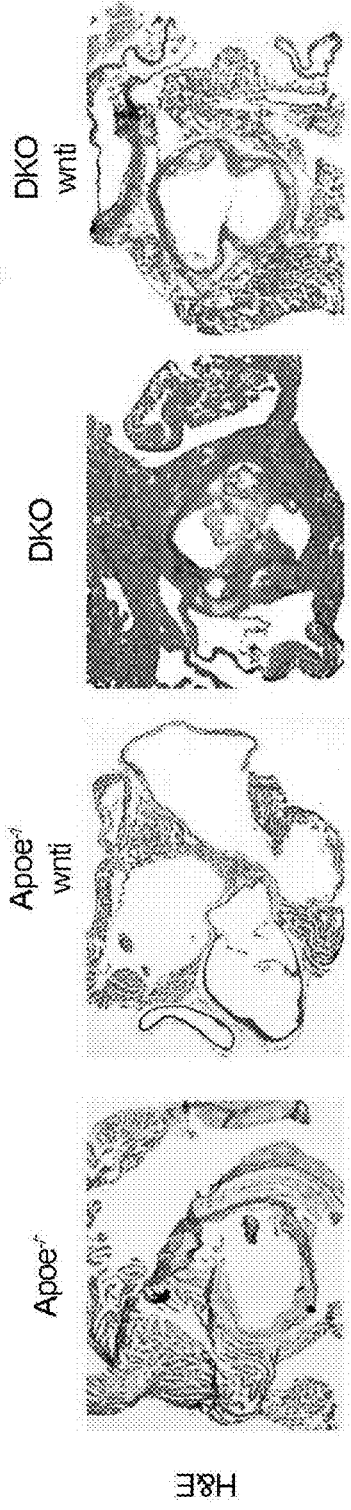 Apoe-/-
Apoe-/-
wnti
DKO
DKO
wnti
H&E